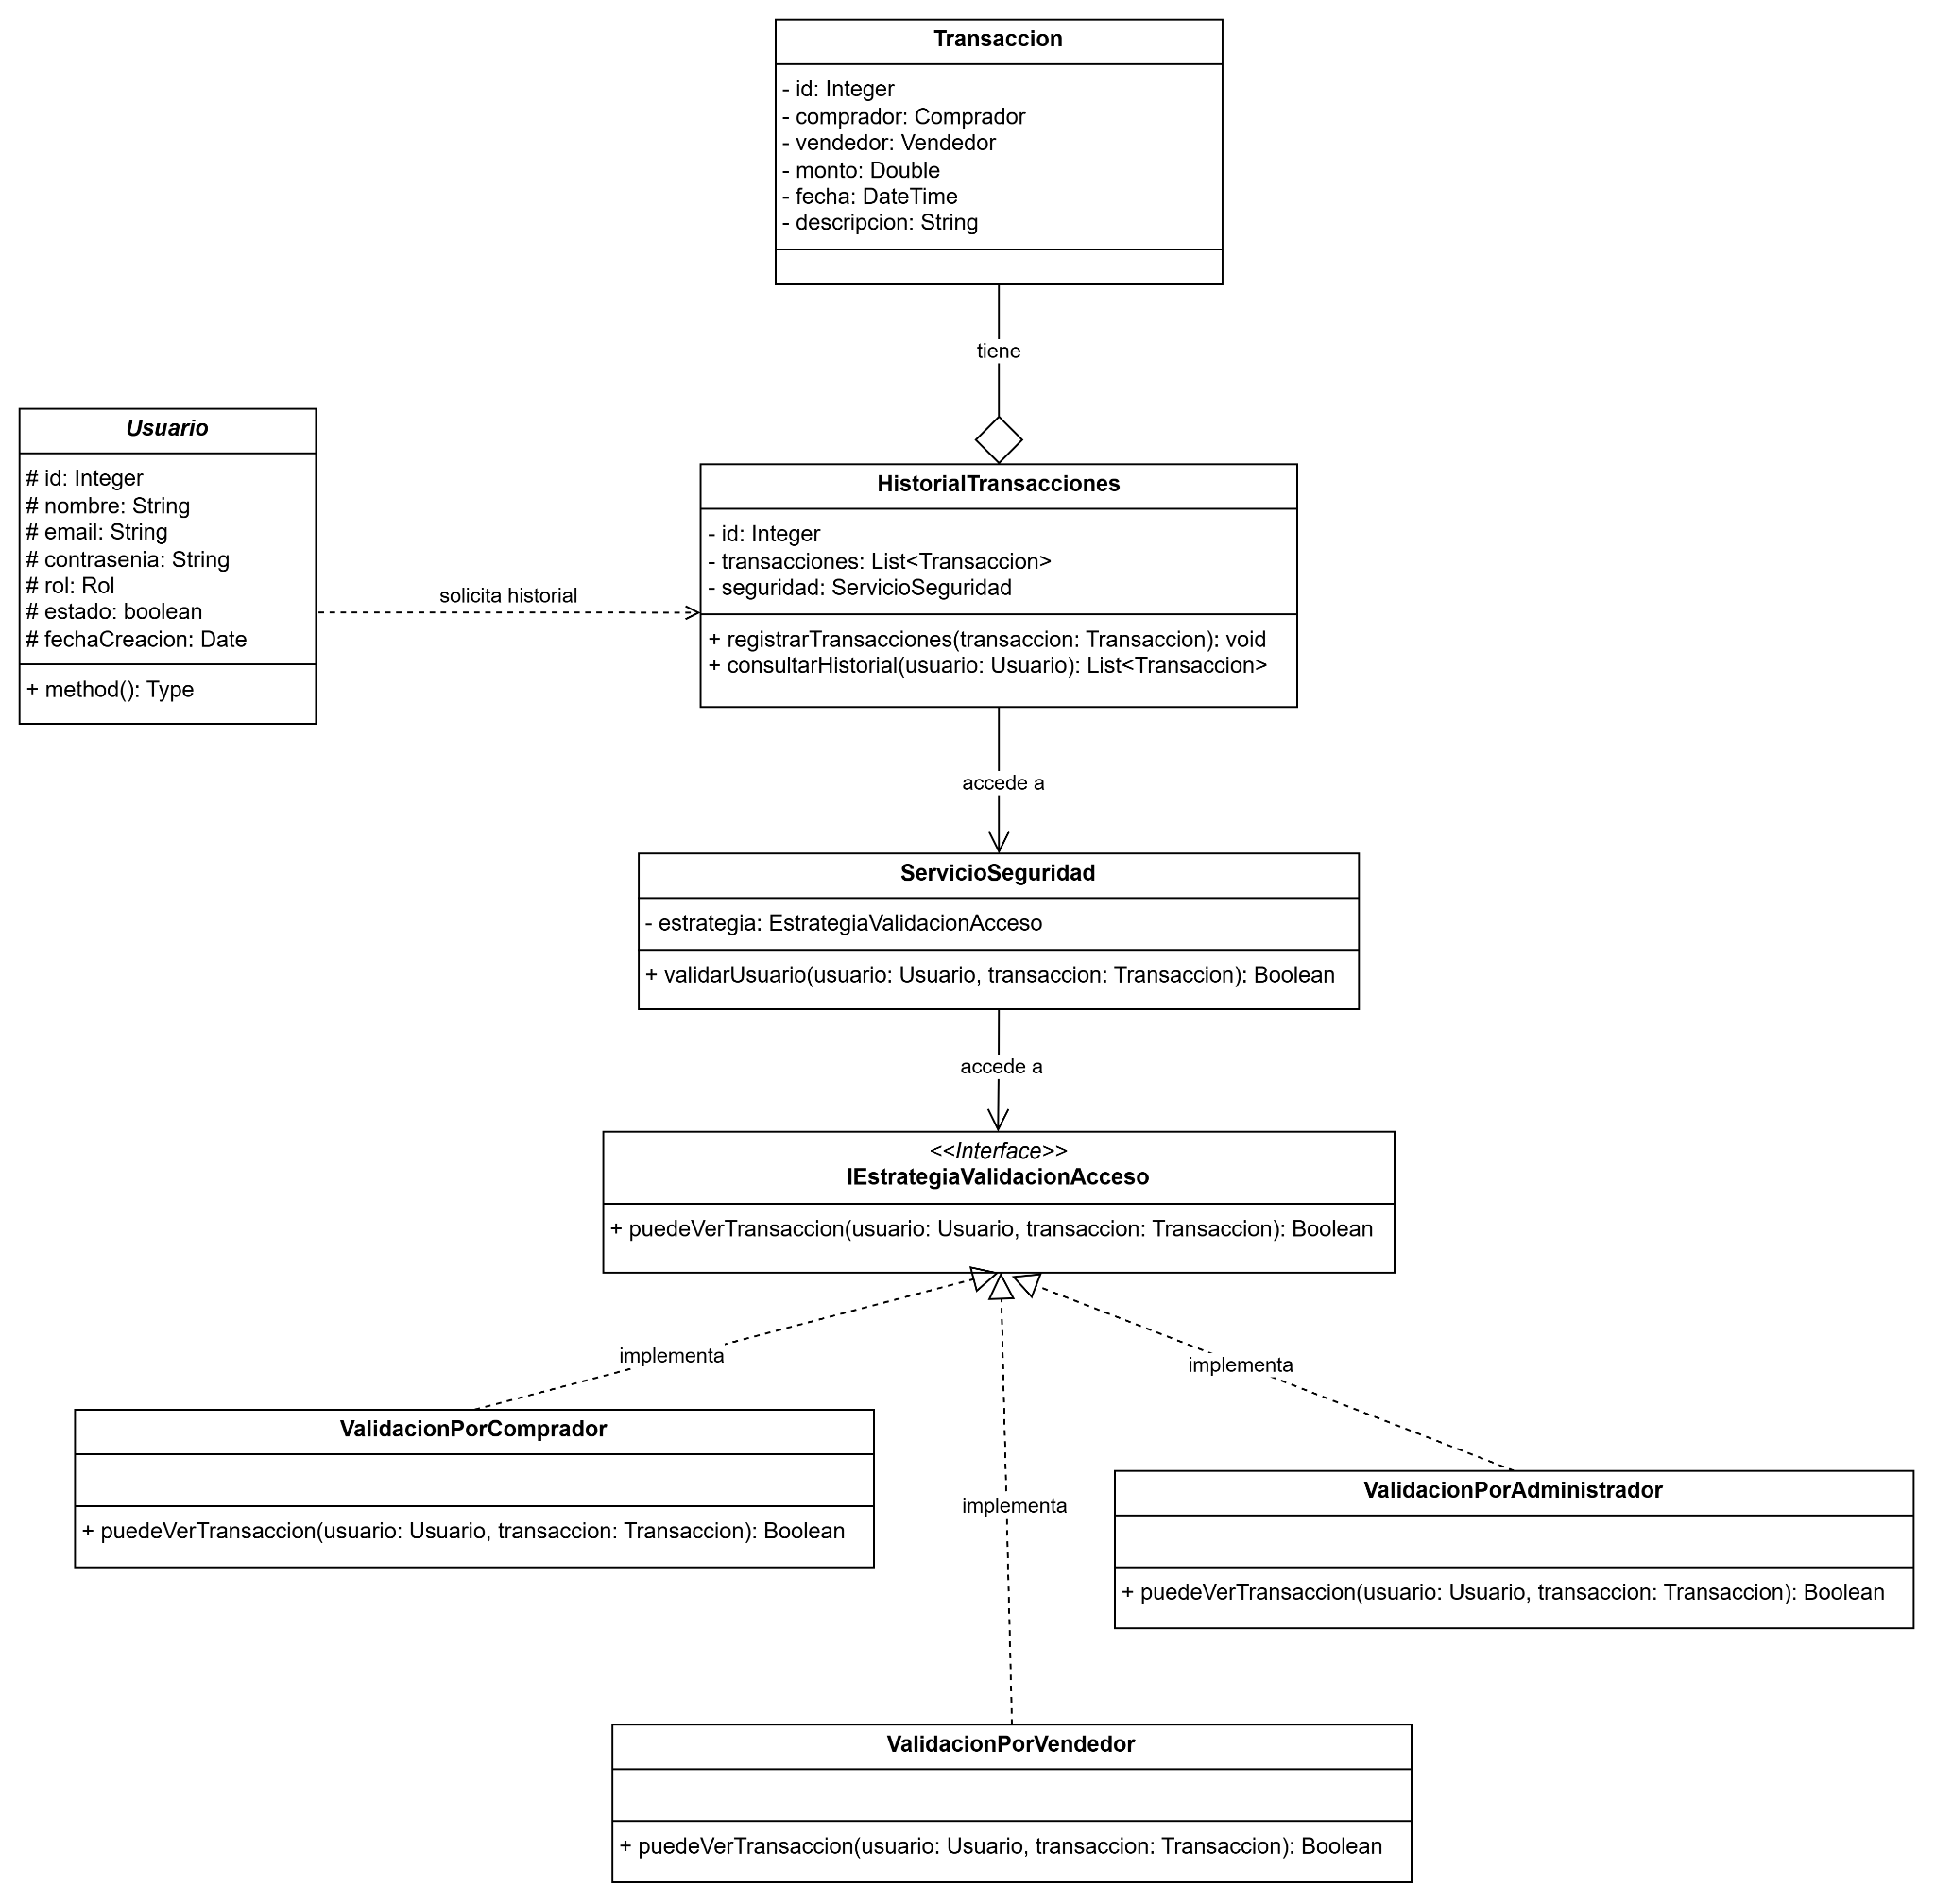 Transaccion
- id: Integer
- comprador: Comprador
- vendedor: Vendedor
- monto: Double
- fecha: DateTime
- descripcion: String
tiene
Usuario
# id: Integer
# nombre: String
# email: String
# contrasenia: String
# rol: Rol
# estado: boolean
# fechaCreacion: Date
+ method(): Type
solicita historial
HistorialTransacciones
- id: Integer
- transacciones: List<Transaccion>
- seguridad: ServicioSeguridad
+ registrarTransacciones(transaccion: Transaccion): void
+ consultarHistorial(usuario: Usuario): List<Transaccion>
accede a
ServicioSeguridad
- estrategia: EstrategiaValidacionAcceso
+ validarUsuario(usuario: Usuario, transaccion: Transaccion): Boolean
accede a
<<Interface>>
IEstrategiaValidacionAcceso
+ puedeVerTransaccion(usuario: Usuario, transaccion: Transaccion): Boolean
implementa
implementa
implementa
ValidacionPorComprador
+ puedeVerTransaccion(usuario: Usuario, transaccion: Transaccion): Boolean
ValidacionPorAdministrador
+ puedeVerTransaccion(usuario: Usuario, transaccion: Transaccion): Boolean
ValidacionPorVendedor
+ puedeVerTransaccion(usuario: Usuario, transaccion: Transaccion): Boolean